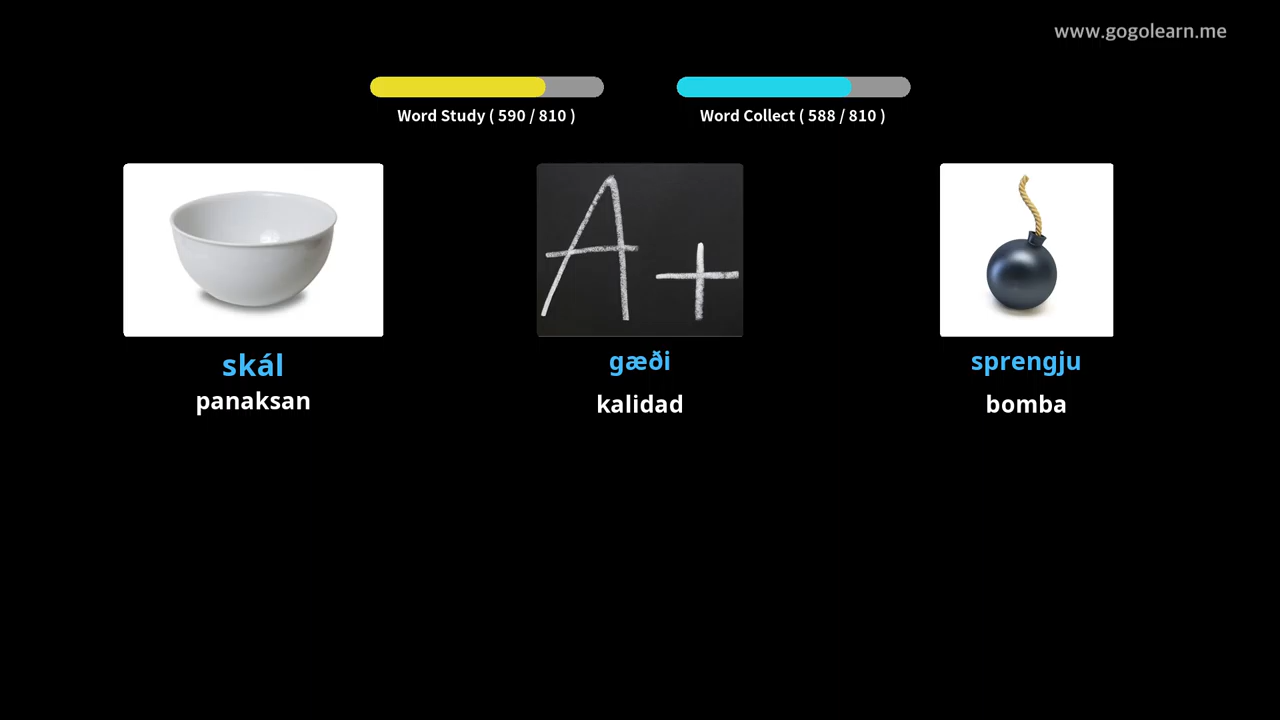 www.gogolearn.me
Word Study ( 590 / 810 )
Word Collect ( 588 / 810 )
A+
skál
panaksan
gæði
kalidad
sprengju
bomba